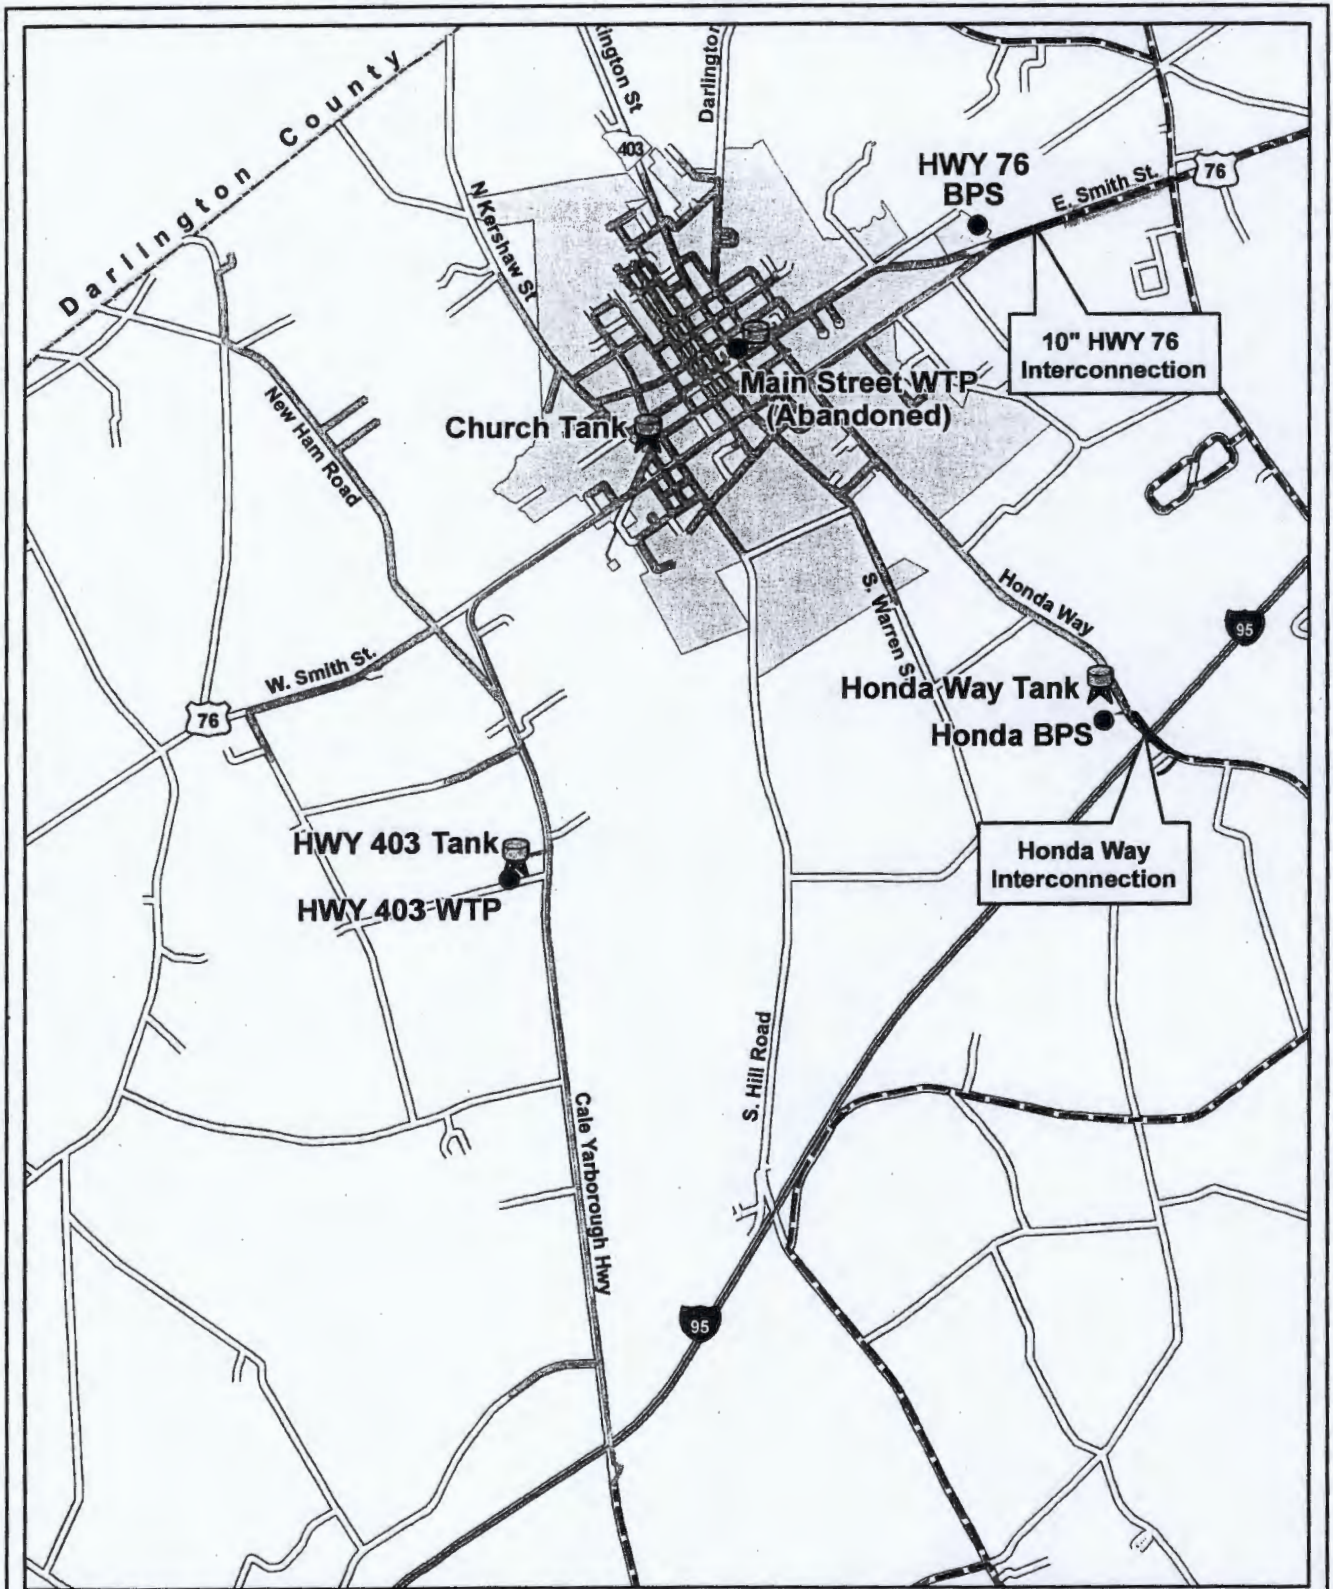 Darlington County
ington St
Darlington
403
HWY 76
BPS
E. Smith St.
76
N Kershaw St
10" HWY 76
Interconnection
Main Street WTP
(Abandoned)
Church Tank
New Ham Road
Honda Way
S. Warren S
95
W. Smith St.
76
Honda Way Tank
Honda BPS
HWY 403 Tank
HWY 403 WTP
Honda Way
Interconnection
S. Hill Road
Cale Yarborough Hwy
95